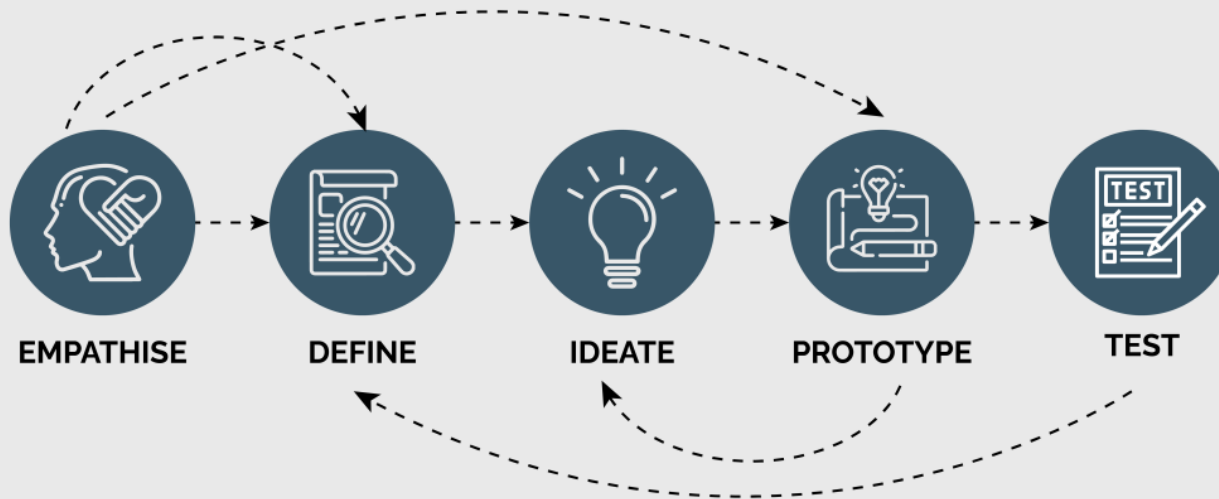 TEST
EMPATHISE
DEFINE
IDEATE
PROTOTYPE
TEST